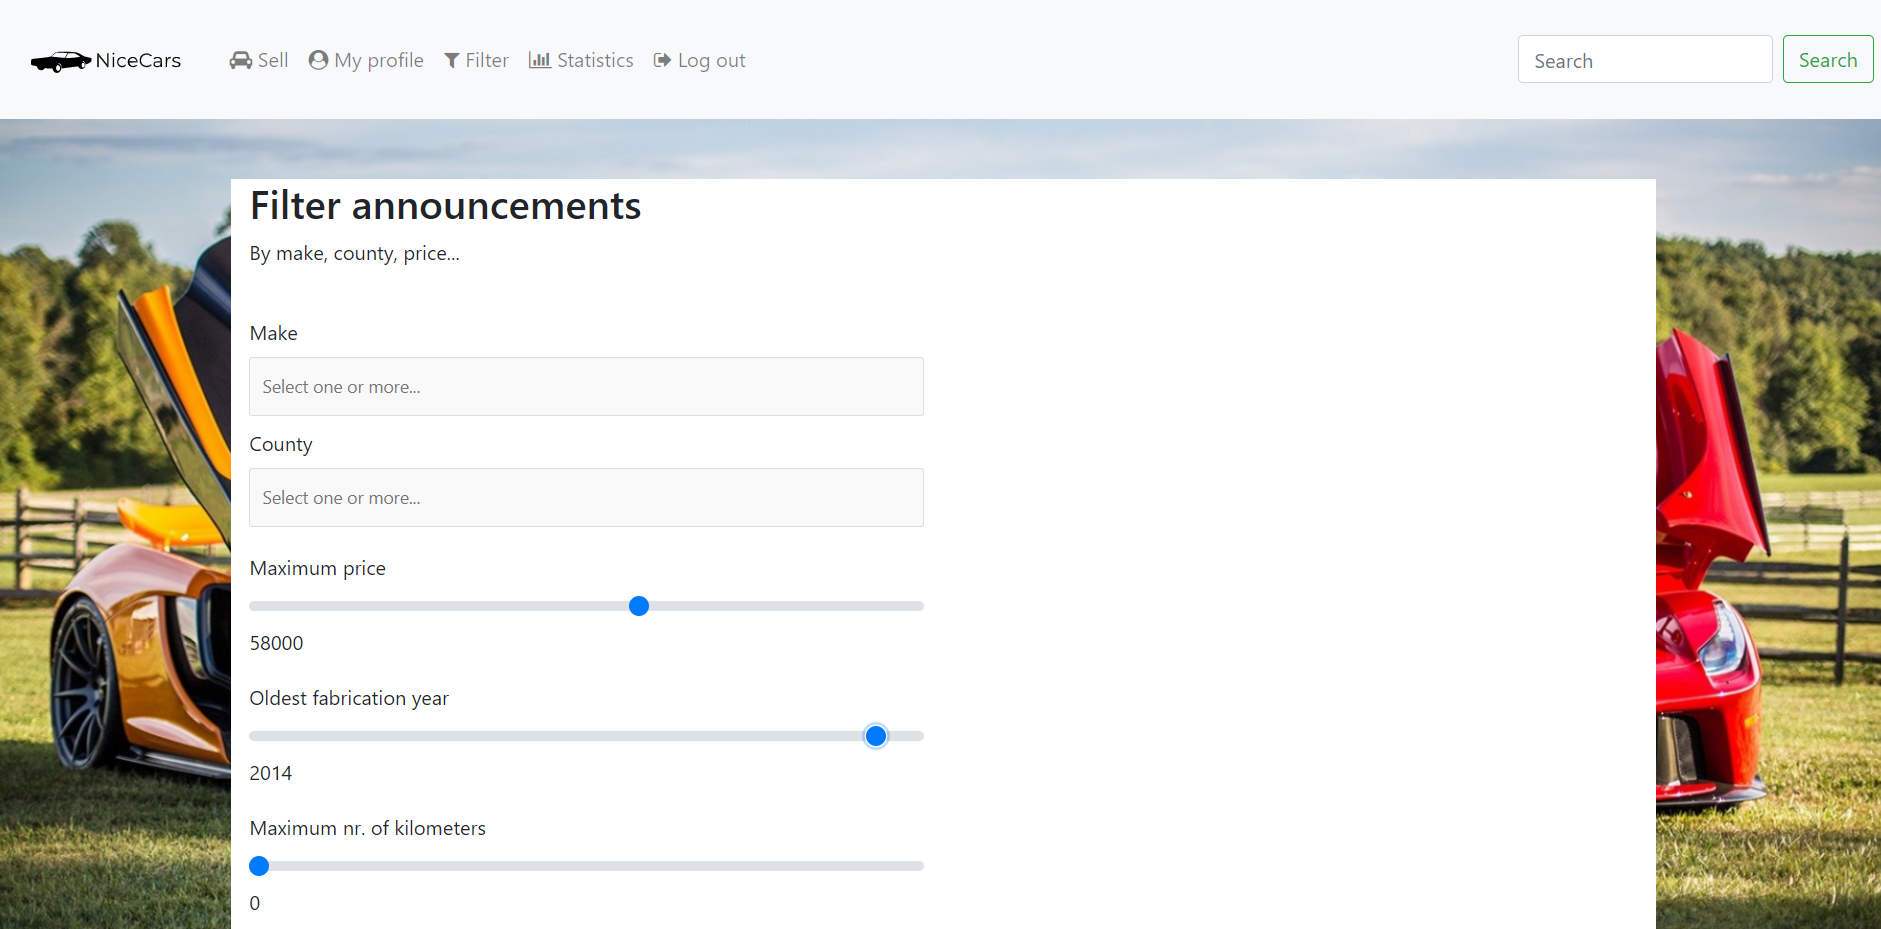 NiceCars Sell My profile Filter Statistics Log out Search Search
Filter announcements
By make, county, price...
Make
Select one or more...
County
Select one or more...
Maximum price
58000
Oldest fabrication year
2014
Maximum nr. of kilometers
0